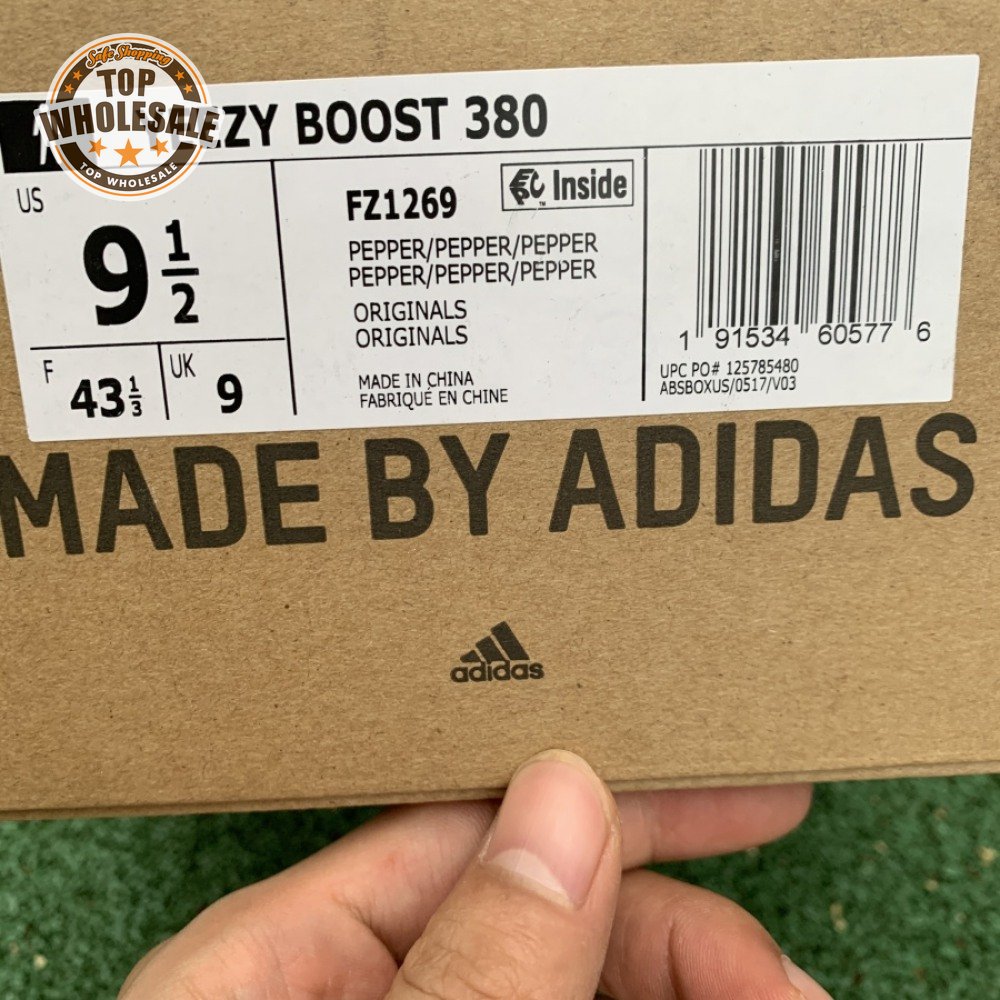 Safe Shopping
TOP
WHOLESALE
TOP WHOLESALE
ZY BOOST 380
US
9 1/2
F
43 1/3
UK
9
FZ1269
Inside
™
PEPPER/PEPPER/PEPPER
PEPPER/PEPPER/PEPPER
ORIGINALS
ORIGINALS
MADE IN CHINA
FABRIQUÉ EN CHINE
1 91534 60577 6
UPC PO# 125785480
ABSBOXUS/0517/V03
MADE BY ADIDAS
adidas